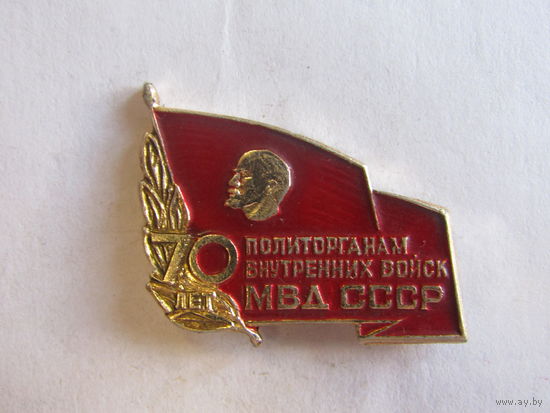 70
ЛЕТ
ПОЛИТОРГАНАМ
ВНУТРЕННИХ ВОЙСК
МВД СССР
www.ay.by